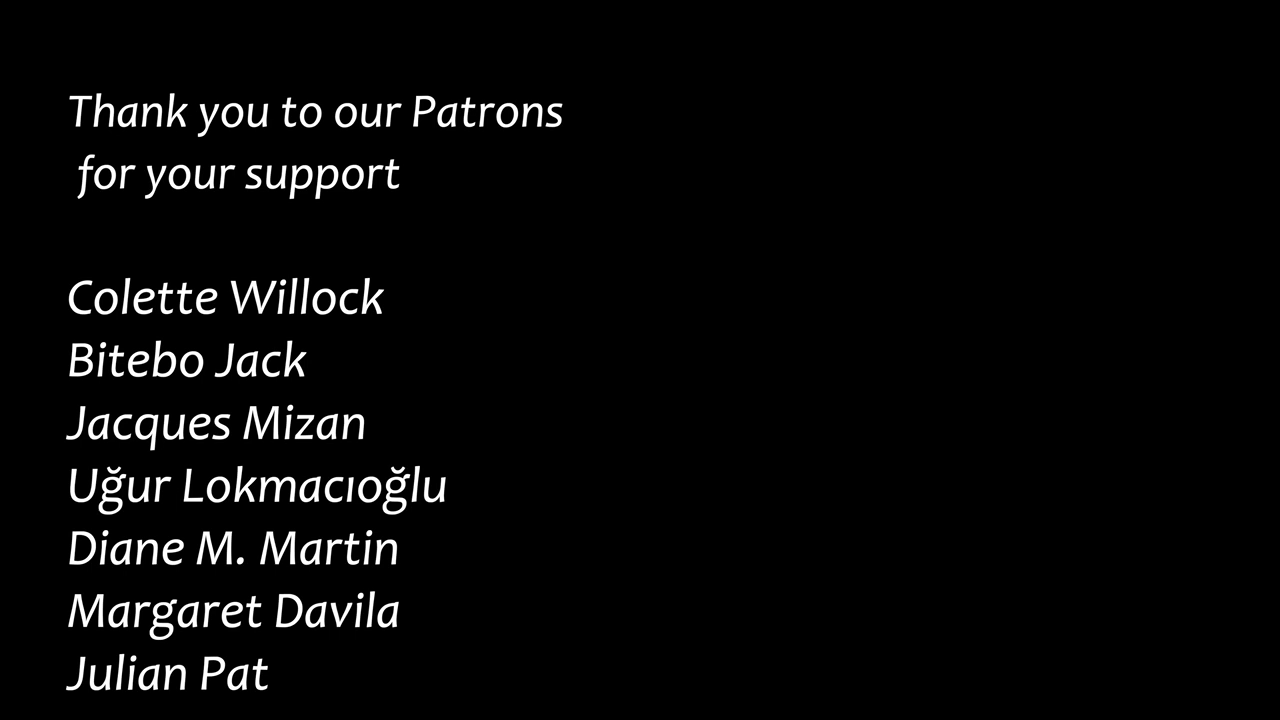 Thank you to our Patrons
for your support
Colette Willock
Bitebo Jack
Jacques Mizan
Uğur Lokmacıoğlu
Diane M. Martin
Margaret Davila
Julian Pat